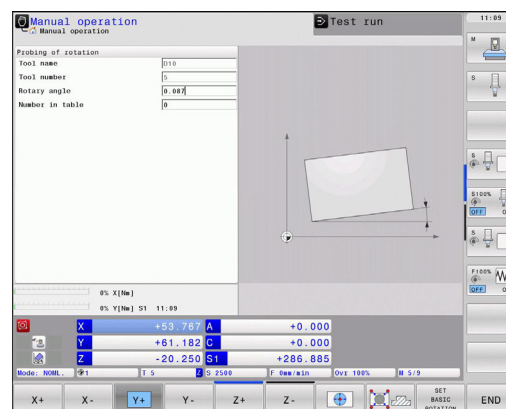 Manual operation
Manual operation
Test run
11:09
Probing of rotation
Tool name D10
Tool number 5
Rotary angle 0.087
Number in table 0
M
S
S
S100%
OFF
S
F100%
OFF
0% X[Nm]
0% Y[Nm] S1 11:09
X +53.767 A +0.000
Y +61.182 C +0.000
Z -20.250 S1 +286.885
Mode: NOML. 1 T 5 Z S 2500 F 0mm/min Ovr 100% M 5/9
X+ X- Y+ Y- Z+ Z- SET BASIC ROTATION END